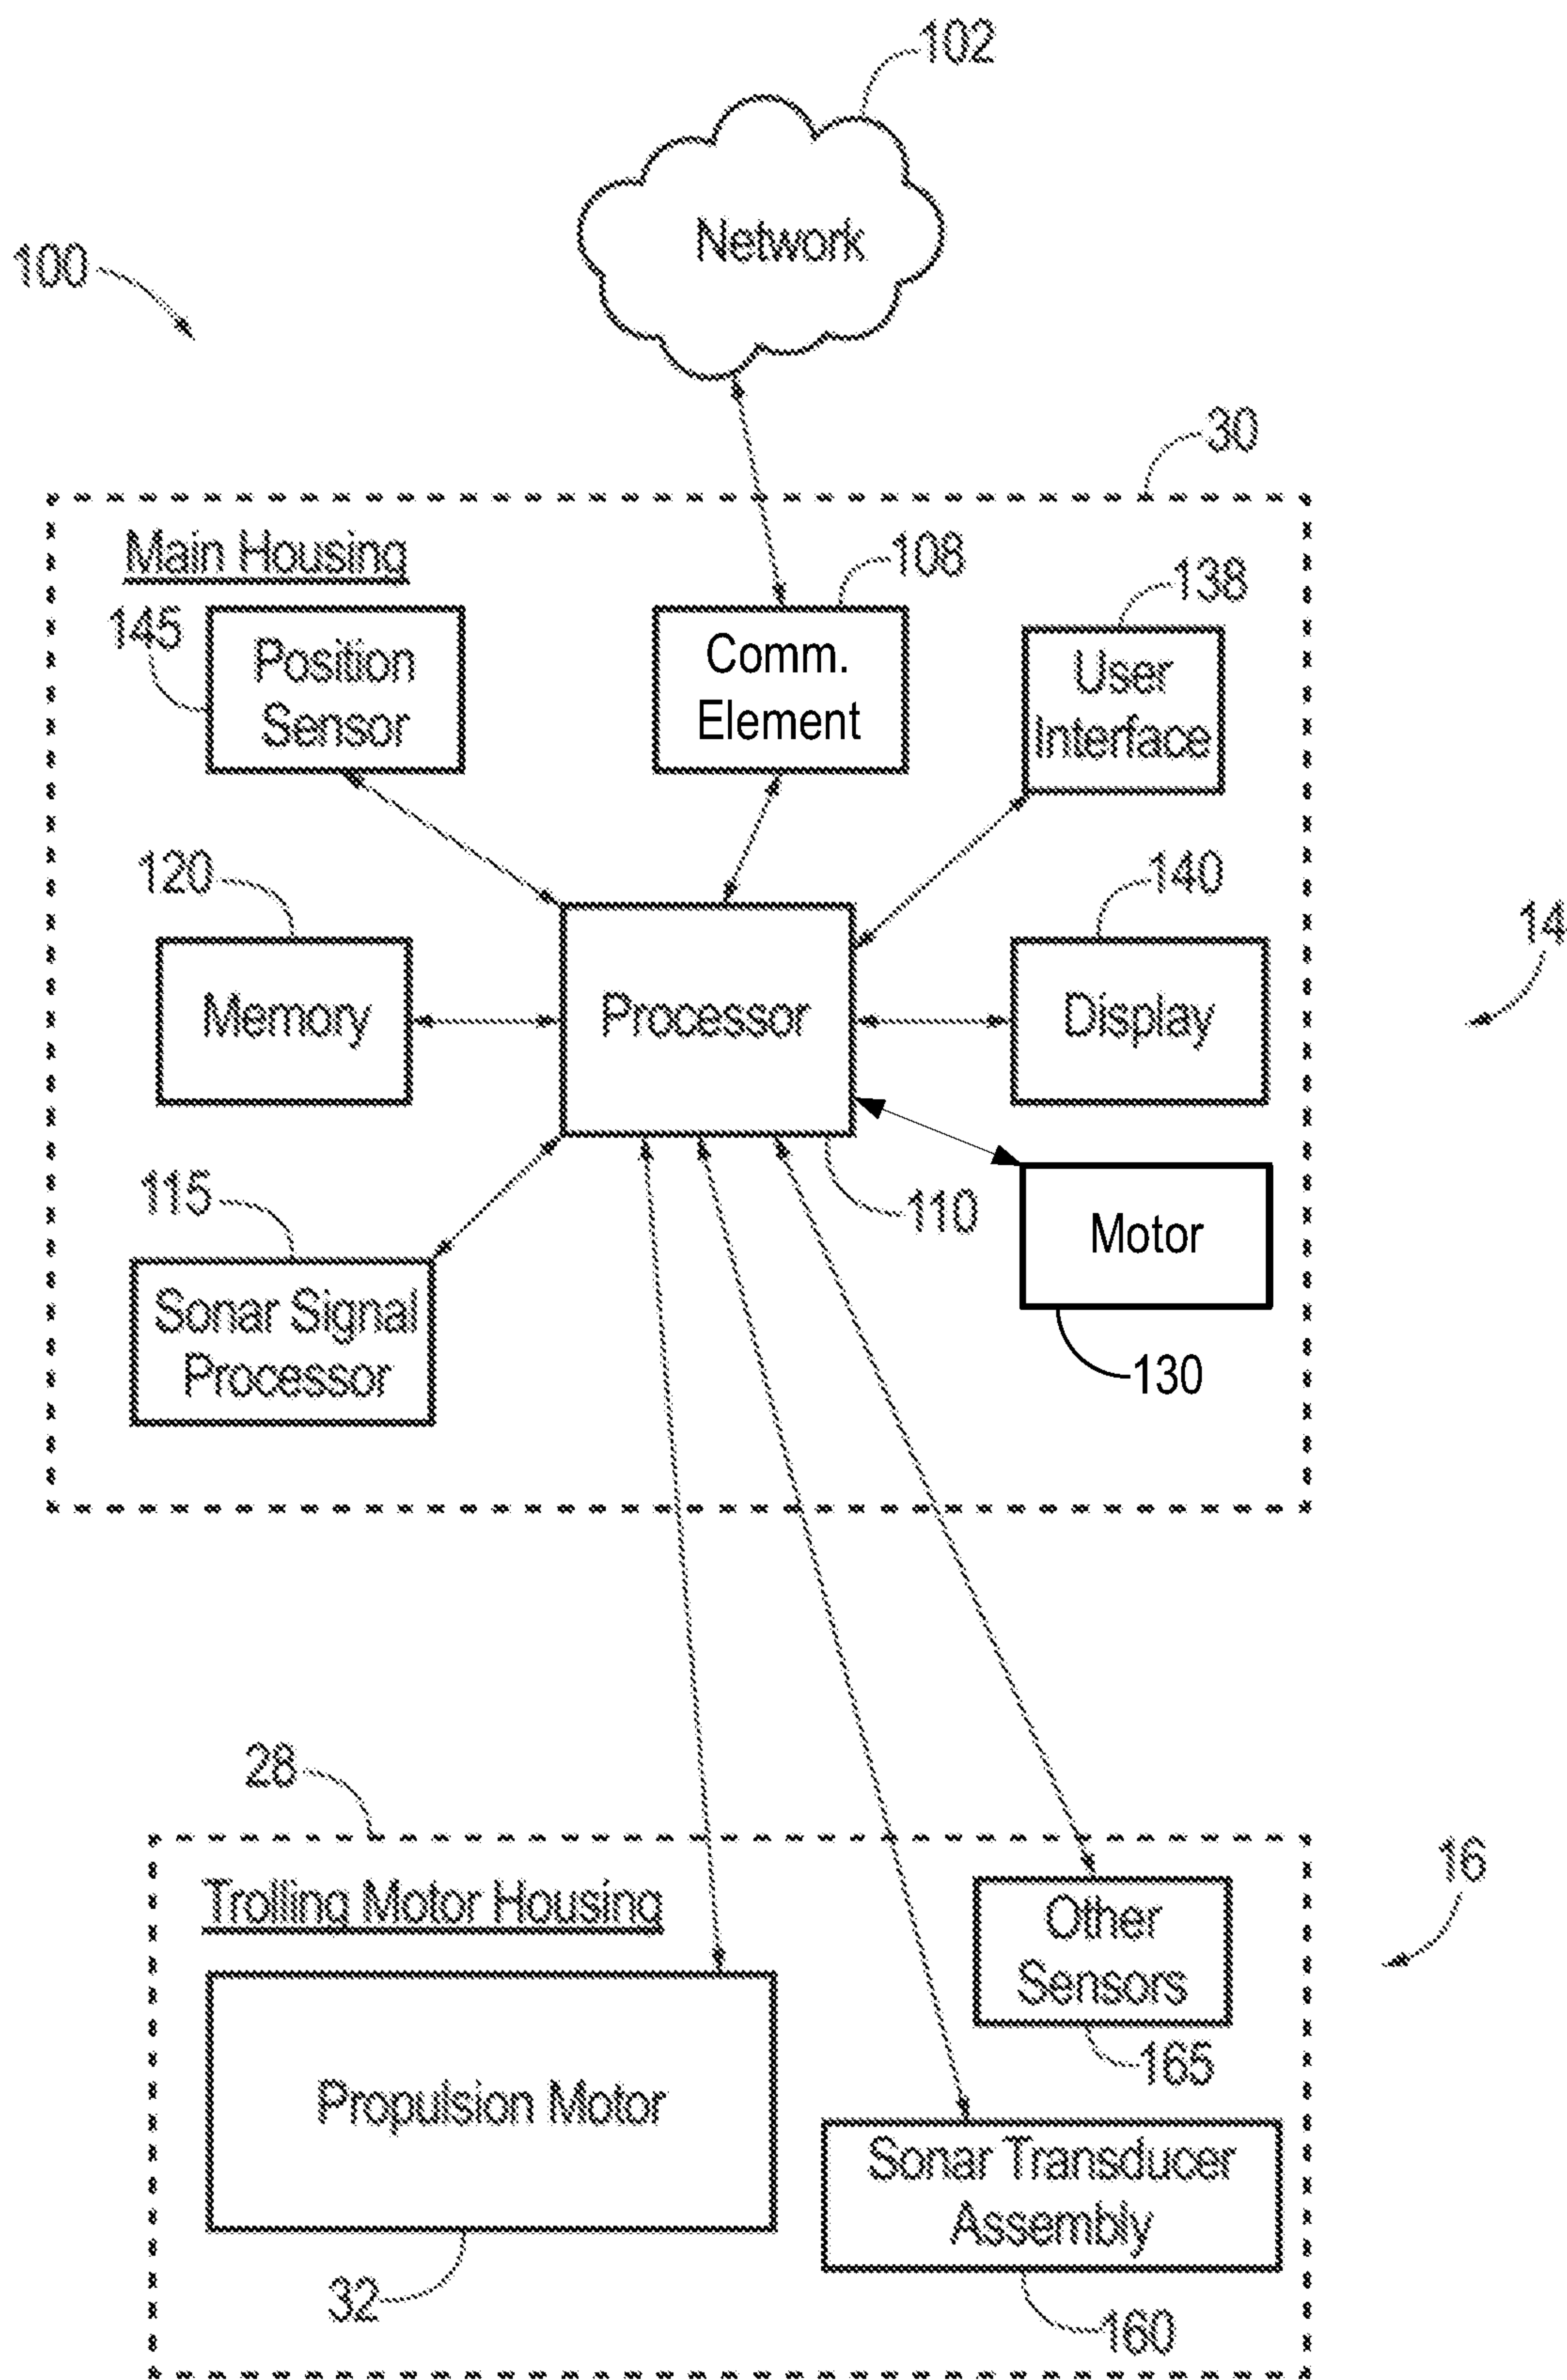 102
Network
100
30
Main Housing
108
138
145
Position
Sensor
Comm.
Element
User
Interface
120
140
14
Memory
Processor
Display
115
110
Motor
Sonar Signal
Processor
130
28
16
Trolling Motor Housing
Other
Sensors
165
Propulsion Motor
Sonar Transducer
Assembly
32
160